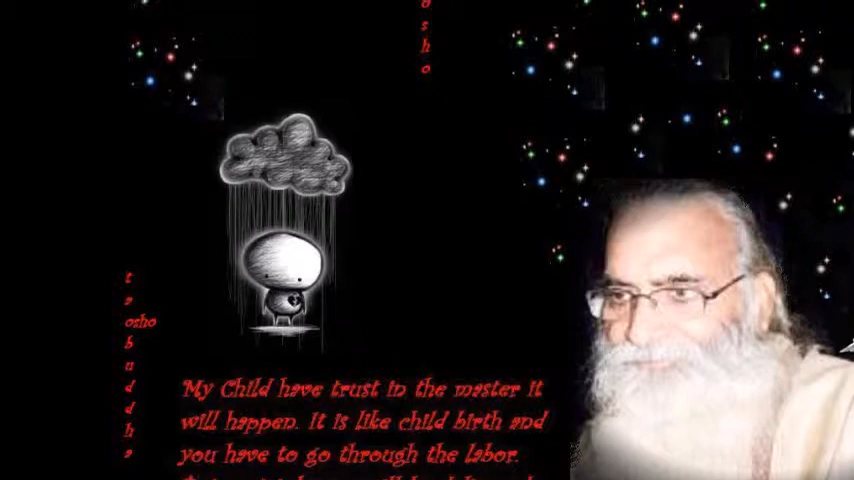 osho
taoshobuddha
My Child have trust in the master it
will happen. It is like child birth and
you have to go through the labor.